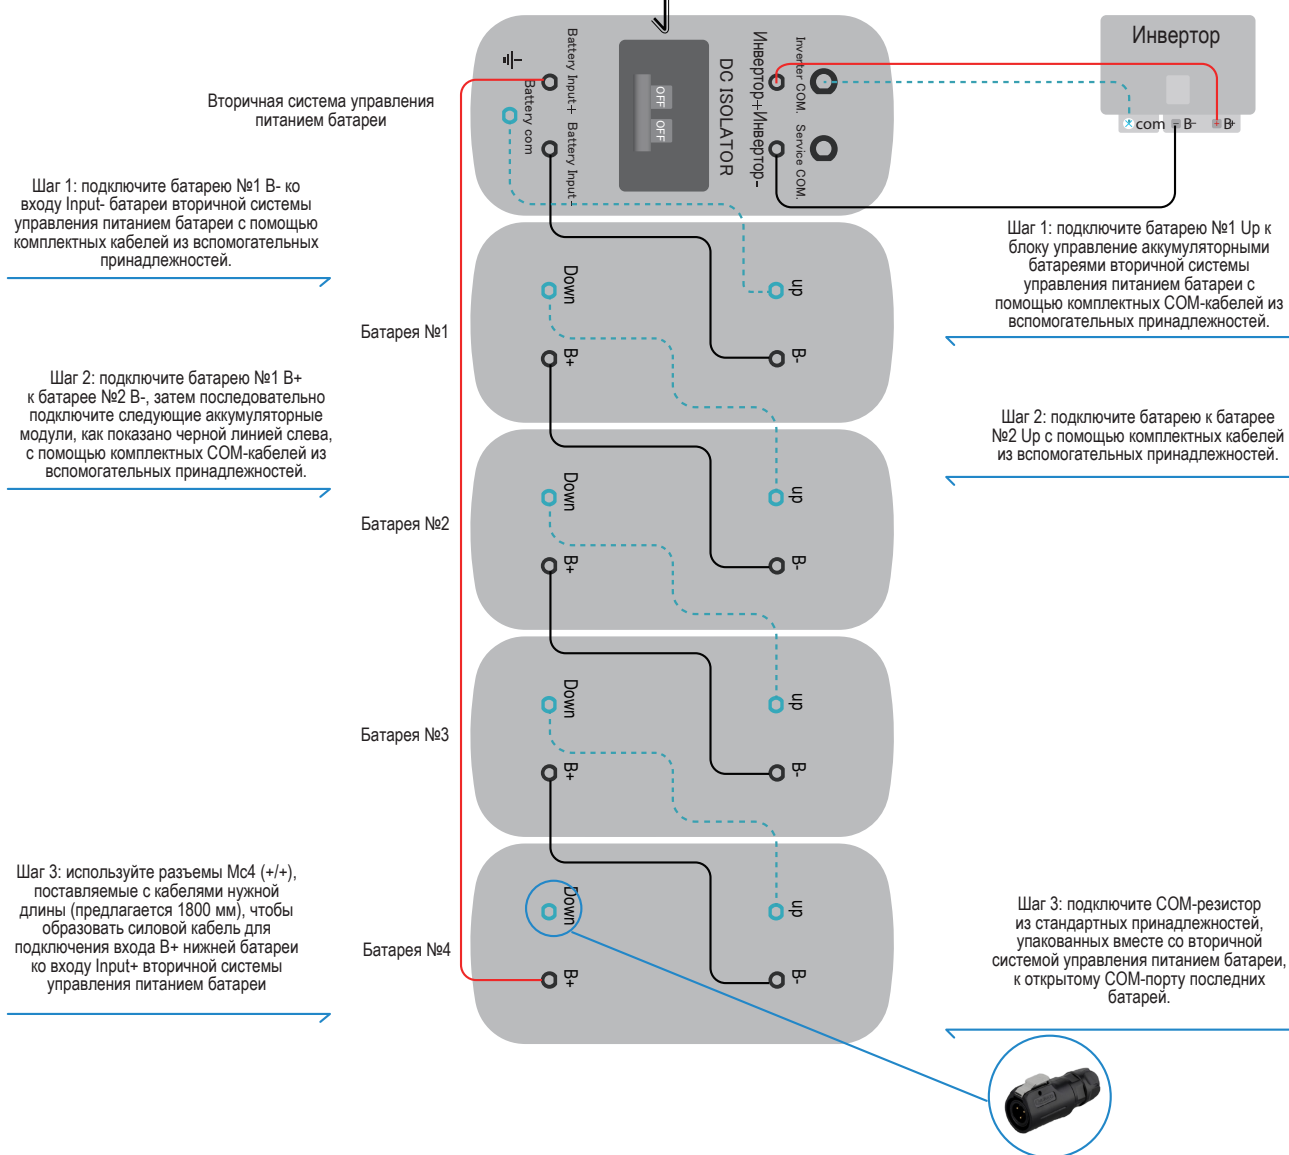 Инвертор
com
B-
B+
Battery Input+
Battery Input-
Battery com
OFF
OFF
DC ISOLATOR
Инвертор+
Инвертор-
Inverter COM.
Service COM.
Вторичная система управления
питанием батареи
Шаг 1: подключите батарею №1 B- ко
входу Input- батареи вторичной системы
управления питанием батареи с помощью
комплектных кабелей из вспомогательных
принадлежностей.
Шаг 1: подключите батарею №1 Up к
блоку управление аккумуляторными
батареями вторичной системы
управления питанием батареи с
помощью комплектных COM-кабелей из
вспомогательных принадлежностей.
Down
up
Батарея №1
B+
B-
Шаг 2: подключите батарею №1 B+
к батарее №2 B-, затем последовательно
подключите следующие аккумуляторные
модули, как показано черной линией слева,
с помощью комплектных COM-кабелей из
вспомогательных принадлежностей.
Шаг 2: подключите батарею к батарее
№2 Up с помощью комплектных кабелей
из вспомогательных принадлежностей.
Down
up
Батарея №2
B+
B-
Down
up
Батарея №3
B+
B-
Шаг 3: используйте разъемы Mc4 (+/+),
поставляемые с кабелями нужной
длины (предлагается 1800 мм), чтобы
образовать силовой кабель для
подключения входа B+ нижней батареи
ко входу Input+ вторичной системы
управления питанием батареи
Down
up
Батарея №4
B+
B-
Шаг 3: подключите COM-резистор
из стандартных принадлежностей,
упакованных вместе со вторичной
системой управления питанием батареи,
к открытому COM-порту последних
батарей.